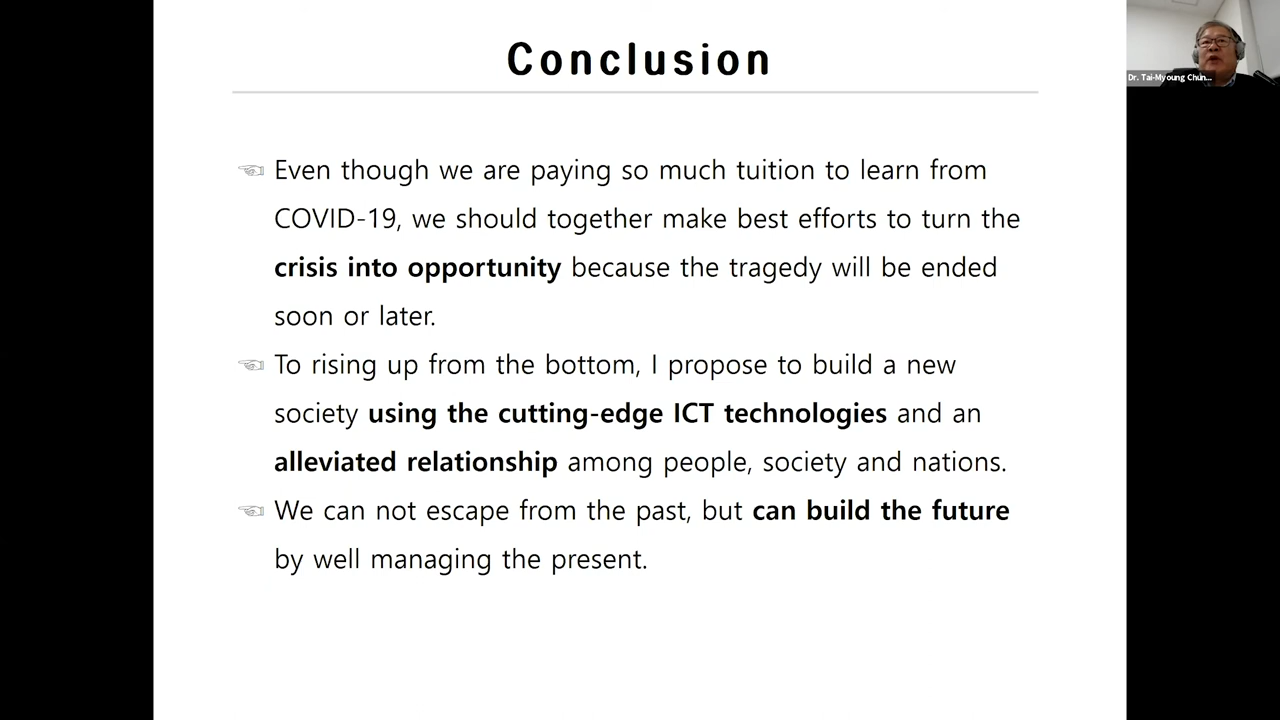 Conclusion
Dr. Tai-Myoung Chun...
Even though we are paying so much tuition to learn from
COVID-19, we should together make best efforts to turn the
crisis into opportunity because the tragedy will be ended
soon or later.
To rising up from the bottom, I propose to build a new
society using the cutting-edge ICT technologies and an
alleviated relationship among people, society and nations.
We can not escape from the past, but can build the future
by well managing the present.